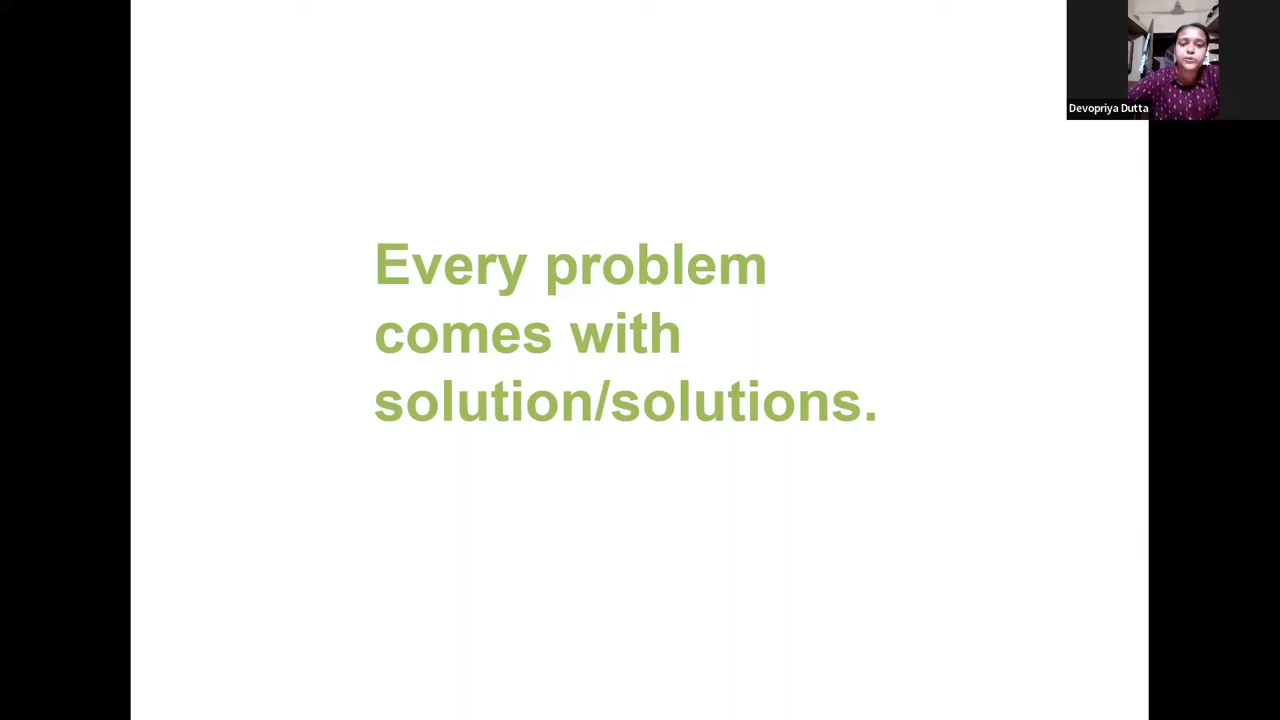 Devopriya Dutta
Every problem
comes with
solution/solutions.